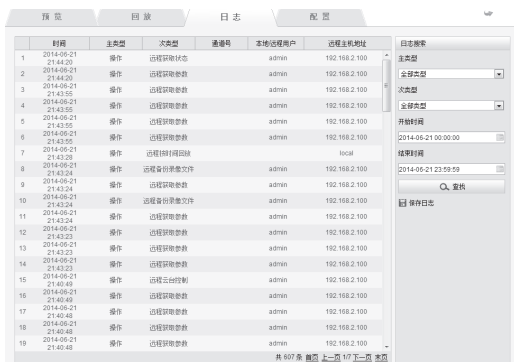 预 览 回 放 日 志 配 置
时间 主类型 次类型 通道号 本地/远程用户 远程主机地址
1 2014-06-21 21:44:20 操作 远程获取状态 admin 192.168.2.100
2 2014-06-21 21:44:20 操作 远程获取参数 admin 192.168.2.100
3 2014-06-21 21:43:55 操作 远程获取参数 admin 192.168.2.100
4 2014-06-21 21:43:55 操作 远程获取参数 admin 192.168.2.100
5 2014-06-21 21:43:55 操作 远程获取参数 admin 192.168.2.100
6 2014-06-21 21:43:55 操作 远程获取参数 admin 192.168.2.100
7 2014-06-21 21:43:28 操作 远程按时间回放 local
8 2014-06-21 21:43:24 操作 远程备份录像文件 admin 192.168.2.100
9 2014-06-21 21:43:24 操作 远程获取参数 admin 192.168.2.100
10 2014-06-21 21:43:24 操作 远程备份录像文件 admin 192.168.2.100
11 2014-06-21 21:43:24 操作 远程获取参数 admin 192.168.2.100
12 2014-06-21 21:43:23 操作 远程获取参数 admin 192.168.2.100
13 2014-06-21 21:43:23 操作 远程获取参数 admin 192.168.2.100
14 2014-06-21 21:43:23 操作 远程获取参数 admin 192.168.2.100
15 2014-06-21 21:40:49 操作 远程云台控制 admin 192.168.2.100
16 2014-06-21 21:40:49 操作 远程获取参数 admin 192.168.2.100
17 2014-06-21 21:40:48 操作 远程获取参数 admin 192.168.2.100
18 2014-06-21 21:40:48 操作 远程获取参数 admin 192.168.2.100
19 2014-06-21 21:40:48 操作 远程获取参数 admin 192.168.2.100
共 607 条 首页 上一页 1/7 下一页 末页
日志搜索
主类型
全部类型
次类型
全部类型
开始时间
2014-06-21 00:00:00
结束时间
2014-06-21 23:59:59
查找
保存日志